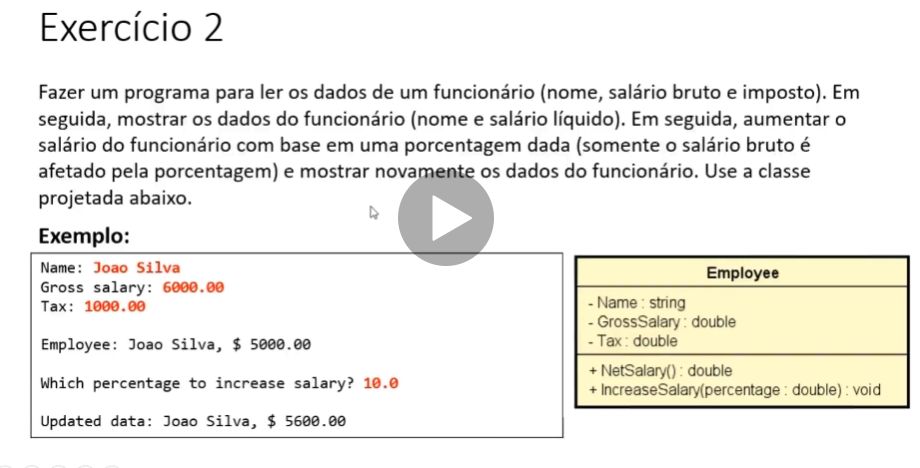 Exercício 2
Fazer um programa para ler os dados de um funcionário (nome, salário bruto e imposto). Em
seguida, mostrar os dados do funcionário (nome e salário líquido). Em seguida, aumentar o
salário do funcionário com base em uma porcentagem dada (somente o salário bruto é
afetado pela porcentagem) e mostrar novamente os dados do funcionário. Use a classe
projetada abaixo.
Exemplo:
Name: Joao Silva
Gross salary: 6000.00
Tax: 1000.00
Employee: Joao Silva, $ 5000.00
Which percentage to increase salary? 10.0
Updated data: Joao Silva, $ 5600.00
Employee
- Name : string
- GrossSalary : double
- Tax : double
+ NetSalary() : double
+ IncreaseSalary(percentage : double) : void